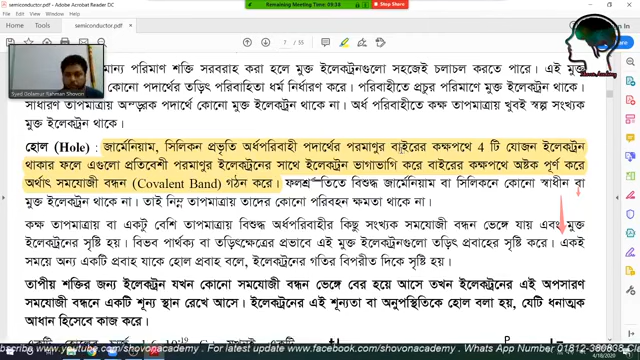 semiconductor.pdf - Adobe Acrobat Reader DC
Remaining Meeting Time: 09:28 Stop Share
Home Tools semiconductor.pdf
7 / 55
Syed Golamur Rahman Shovon
মান্য পরিমাণ শক্তি সরবরাহ করা হলে মুক্ত ইলেকট্রনগুলো সহজেই চলাচল করতে পারে। এই মুক্ত
কোনো পদার্থের তড়িৎ পরিবাহিতা ধর্ম নির্ধারণ করে। পরিবাহীতে প্রচুর পরিমাণে মুক্ত ইলেকট্রন থাকে।
সাধারণ তাপমাত্রায় অন্তরক পদার্থে কোনো মুক্ত ইলেকট্রন থাকে না। অর্ধ পরিবাহীতে কক্ষ তাপমাত্রায় খুবই স্বল্প সংখ্যক
মুক্ত ইলেকট্রন থাকে।
হোল (Hole) : জার্মেনিয়াম, সিলিকন প্রভৃতি অর্ধপরিবাহী পদার্থের পরমাণুর বাইরের কক্ষপথে 4 টি যোজন ইলেকট্রন
থাকার ফলে এগুলো প্রতিবেশী পরমাণুর ইলেকট্রনের সাথে ইলেকট্রন ভাগাভাগি করে বাইরের কক্ষপথে অষ্টক পূর্ণ করে
অর্থাৎ সমযোজী বন্ধন (Covalent Band) গঠন করে। ফলশ্রুতিতে বিশুদ্ধ জার্মেনিয়াম বা সিলিকনে কোনো স্বাধীন বা
মুক্ত ইলেকট্রন থাকে না। তাই নিম্ন তাপমাত্রায় তাদের কোনো পরিবহন ক্ষমতা থাকে না।
কক্ষ তাপমাত্রায় বা একটু বেশি তাপমাত্রায় বিশুদ্ধ অর্ধপরিবাহীর কিছু সংখ্যক সমযোজী বন্ধন ভেঙ্গে যায় এবং মুক্ত
ইলেকট্রনের সৃষ্টি হয়। বিভব পার্থক্য বা তড়িৎক্ষেত্রের প্রভাবে এই মুক্ত ইলেকট্রনগুলো তড়িৎ প্রবাহের সৃষ্টি করে। একই
সময়ে অন্য একটি প্রবাহ যাকে হোল প্রবাহ বলে, ইলেকট্রনের গতির বিপরীত দিকে সৃষ্টি হয়।
তাপীয় শক্তির জন্য ইলেকট্রন যখন কোনো সমযোজী বন্ধন ভেঙ্গে বের হয়ে আসে তখন ইলেকট্রনের এই অপসারণ
সমযোজী বন্ধনে একটি শূন্য স্থান রেখে আসে। ইলেকট্রনের এই শূন্যতা বা অনুপস্থিতিকে হোল বলা হয়, যেটি ধনাত্মক
আধান হিসেবে কাজ করে।
bscribe www.youtube.com/shovonacademy . Visits www.facebook.com/shovonacademy . Whats App Number 01812-380838
4/18/2020